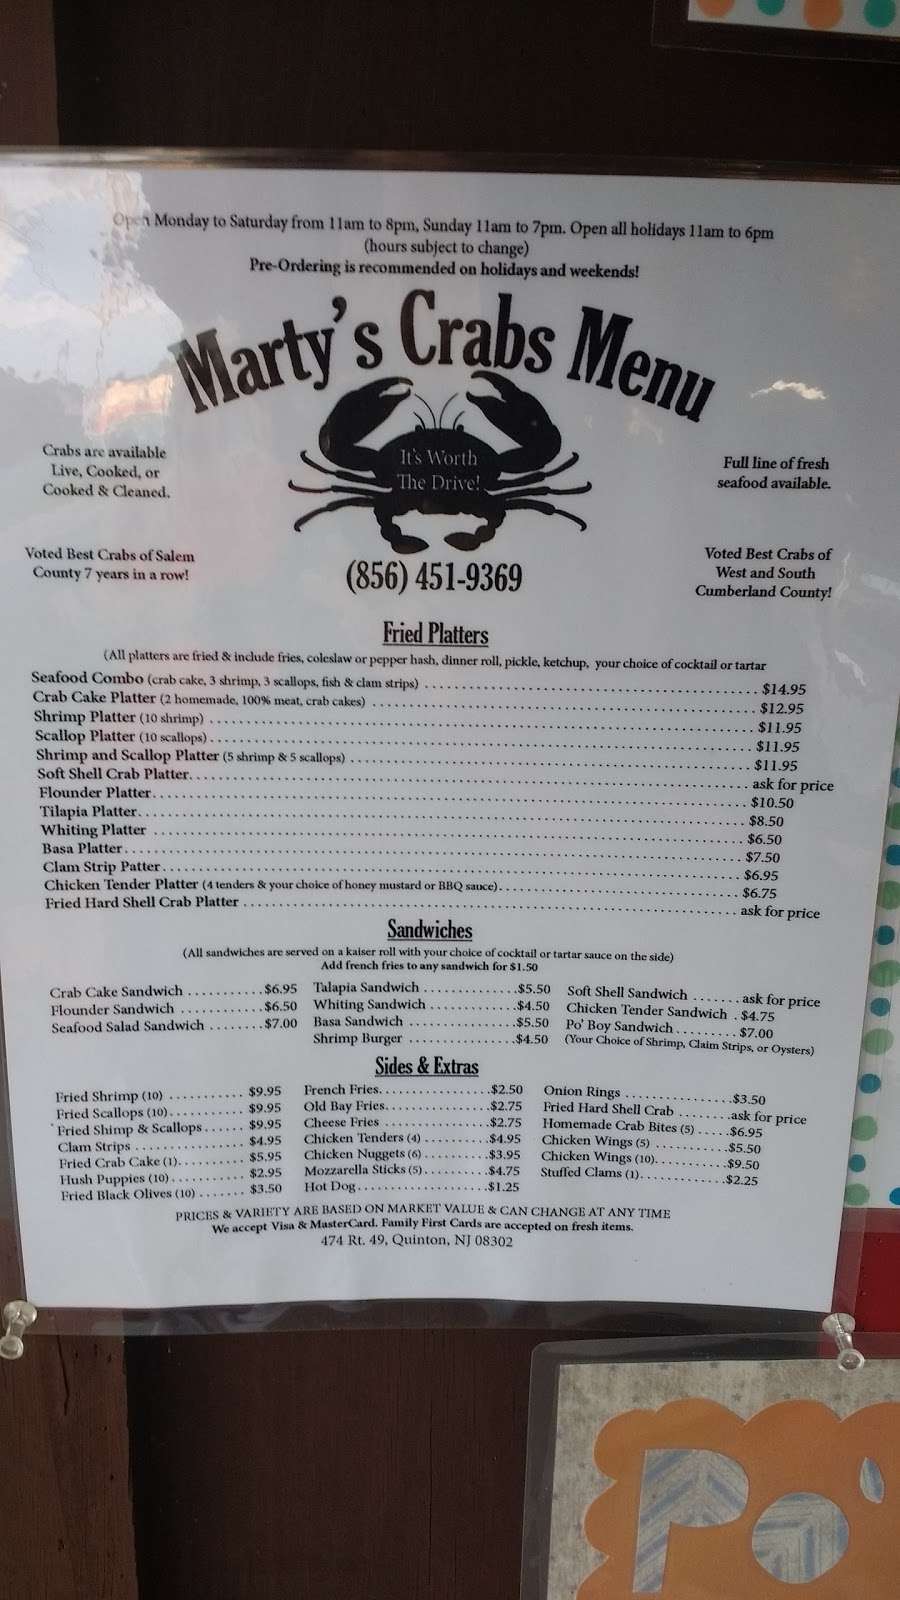 Open Monday to Saturday from 11am to 8pm, Sunday 11am to 7pm. Open all holidays 11am to 6pm
(hours subject to change)
Pre-Ordering is recommended on holidays and weekends!
Marty's Crabs Menu
It's Worth
The Drive!
Crabs are available
Live, Cooked, or
Cooked & Cleaned.
Full line of fresh
seafood available.
Voted Best Crabs of Salem
County 7 years in a row!
Voted Best Crabs of
West and South
Cumberland County!
(856) 451-9369
Fried Platters
(All platters are fried & include fries, coleslaw or pepper hash, dinner roll, pickle, ketchup, your choice of cocktail or tartar
Seafood Combo (crab cake, 3 shrimp, 3 scallops, fish & clam strips) $14.95
Crab Cake Platter (2 homemade, 100% meat, crab cakes) $12.95
Shrimp Platter (10 shrimp) $11.95
Scallop Platter (10 scallops) $11.95
Shrimp and Scallop Platter (5 shrimp & 5 scallops) $11.95
Soft Shell Crab Platter ask for price
Flounder Platter $10.50
Tilapia Platter $8.50
Whiting Platter $6.50
Basa Platter $7.50
Clam Strip Patter $6.95
Chicken Tender Platter (4 tenders & your choice of honey mustard or BBQ sauce) $6.75
Fried Hard Shell Crab Platter ask for price
Sandwiches
(All sandwiches are served on a kaiser roll with your choice of cocktail or tartar sauce on the side)
Add french fries to any sandwich for $1.50
Crab Cake Sandwich $6.95
Flounder Sandwich $6.50
Seafood Salad Sandwich $7.00
Talapia Sandwich $5.50
Whiting Sandwich $4.50
Basa Sandwich $5.50
Shrimp Burger $4.50
Soft Shell Sandwich ask for price
Chicken Tender Sandwich $4.75
Po' Boy Sandwich $7.00
(Your Choice of Shrimp, Claim Strips, or Oysters)
Sides & Extras
Fried Shrimp (10) $9.95
Fried Scallops (10) $9.95
Fried Shimp & Scallops $9.95
Clam Strips $4.95
Fried Crab Cake (1) $5.95
Hush Puppies (10) $2.95
Fried Black Olives (10) $3.50
French Fries $2.50
Old Bay Fries $2.75
Cheese Fries $2.75
Chicken Tenders (4) $4.95
Chicken Nuggets (6) $3.95
Mozzarella Sticks (5) $4.75
Hot Dog $1.25
Onion Rings $3.50
Fried Hard Shell Crab ask for price
Homemade Crab Bites (5) $6.95
Chicken Wings (5) $5.50
Chicken Wings (10) $9.50
Stuffed Clams (1) $2.25
PRICES & VARIETY ARE BASED ON MARKET VALUE & CAN CHANGE AT ANY TIME
We accept Visa & MasterCard. Family First Cards are accepted on fresh items.
474 Rt. 49, Quinton, NJ 08302
Po'